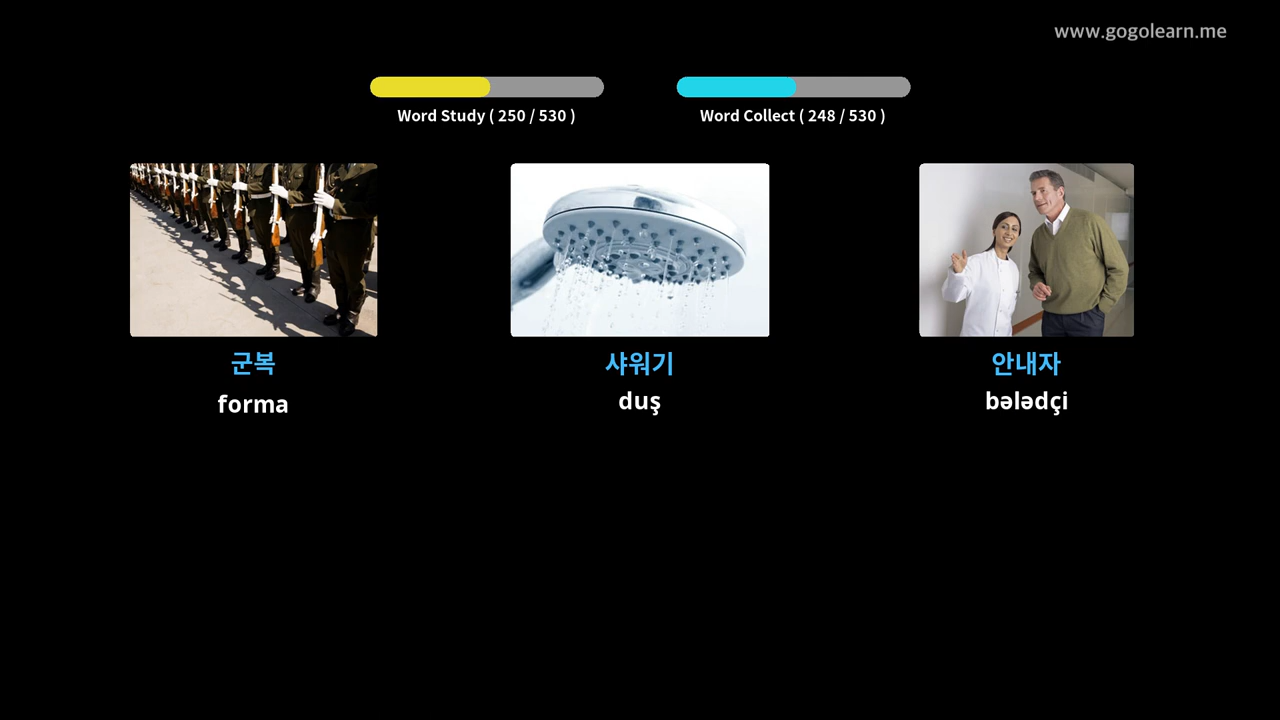 www.gogolearn.me
Word Study ( 250 / 530 )
Word Collect ( 248 / 530 )
군복
forma
샤워기
duş
안내자
bələdçi